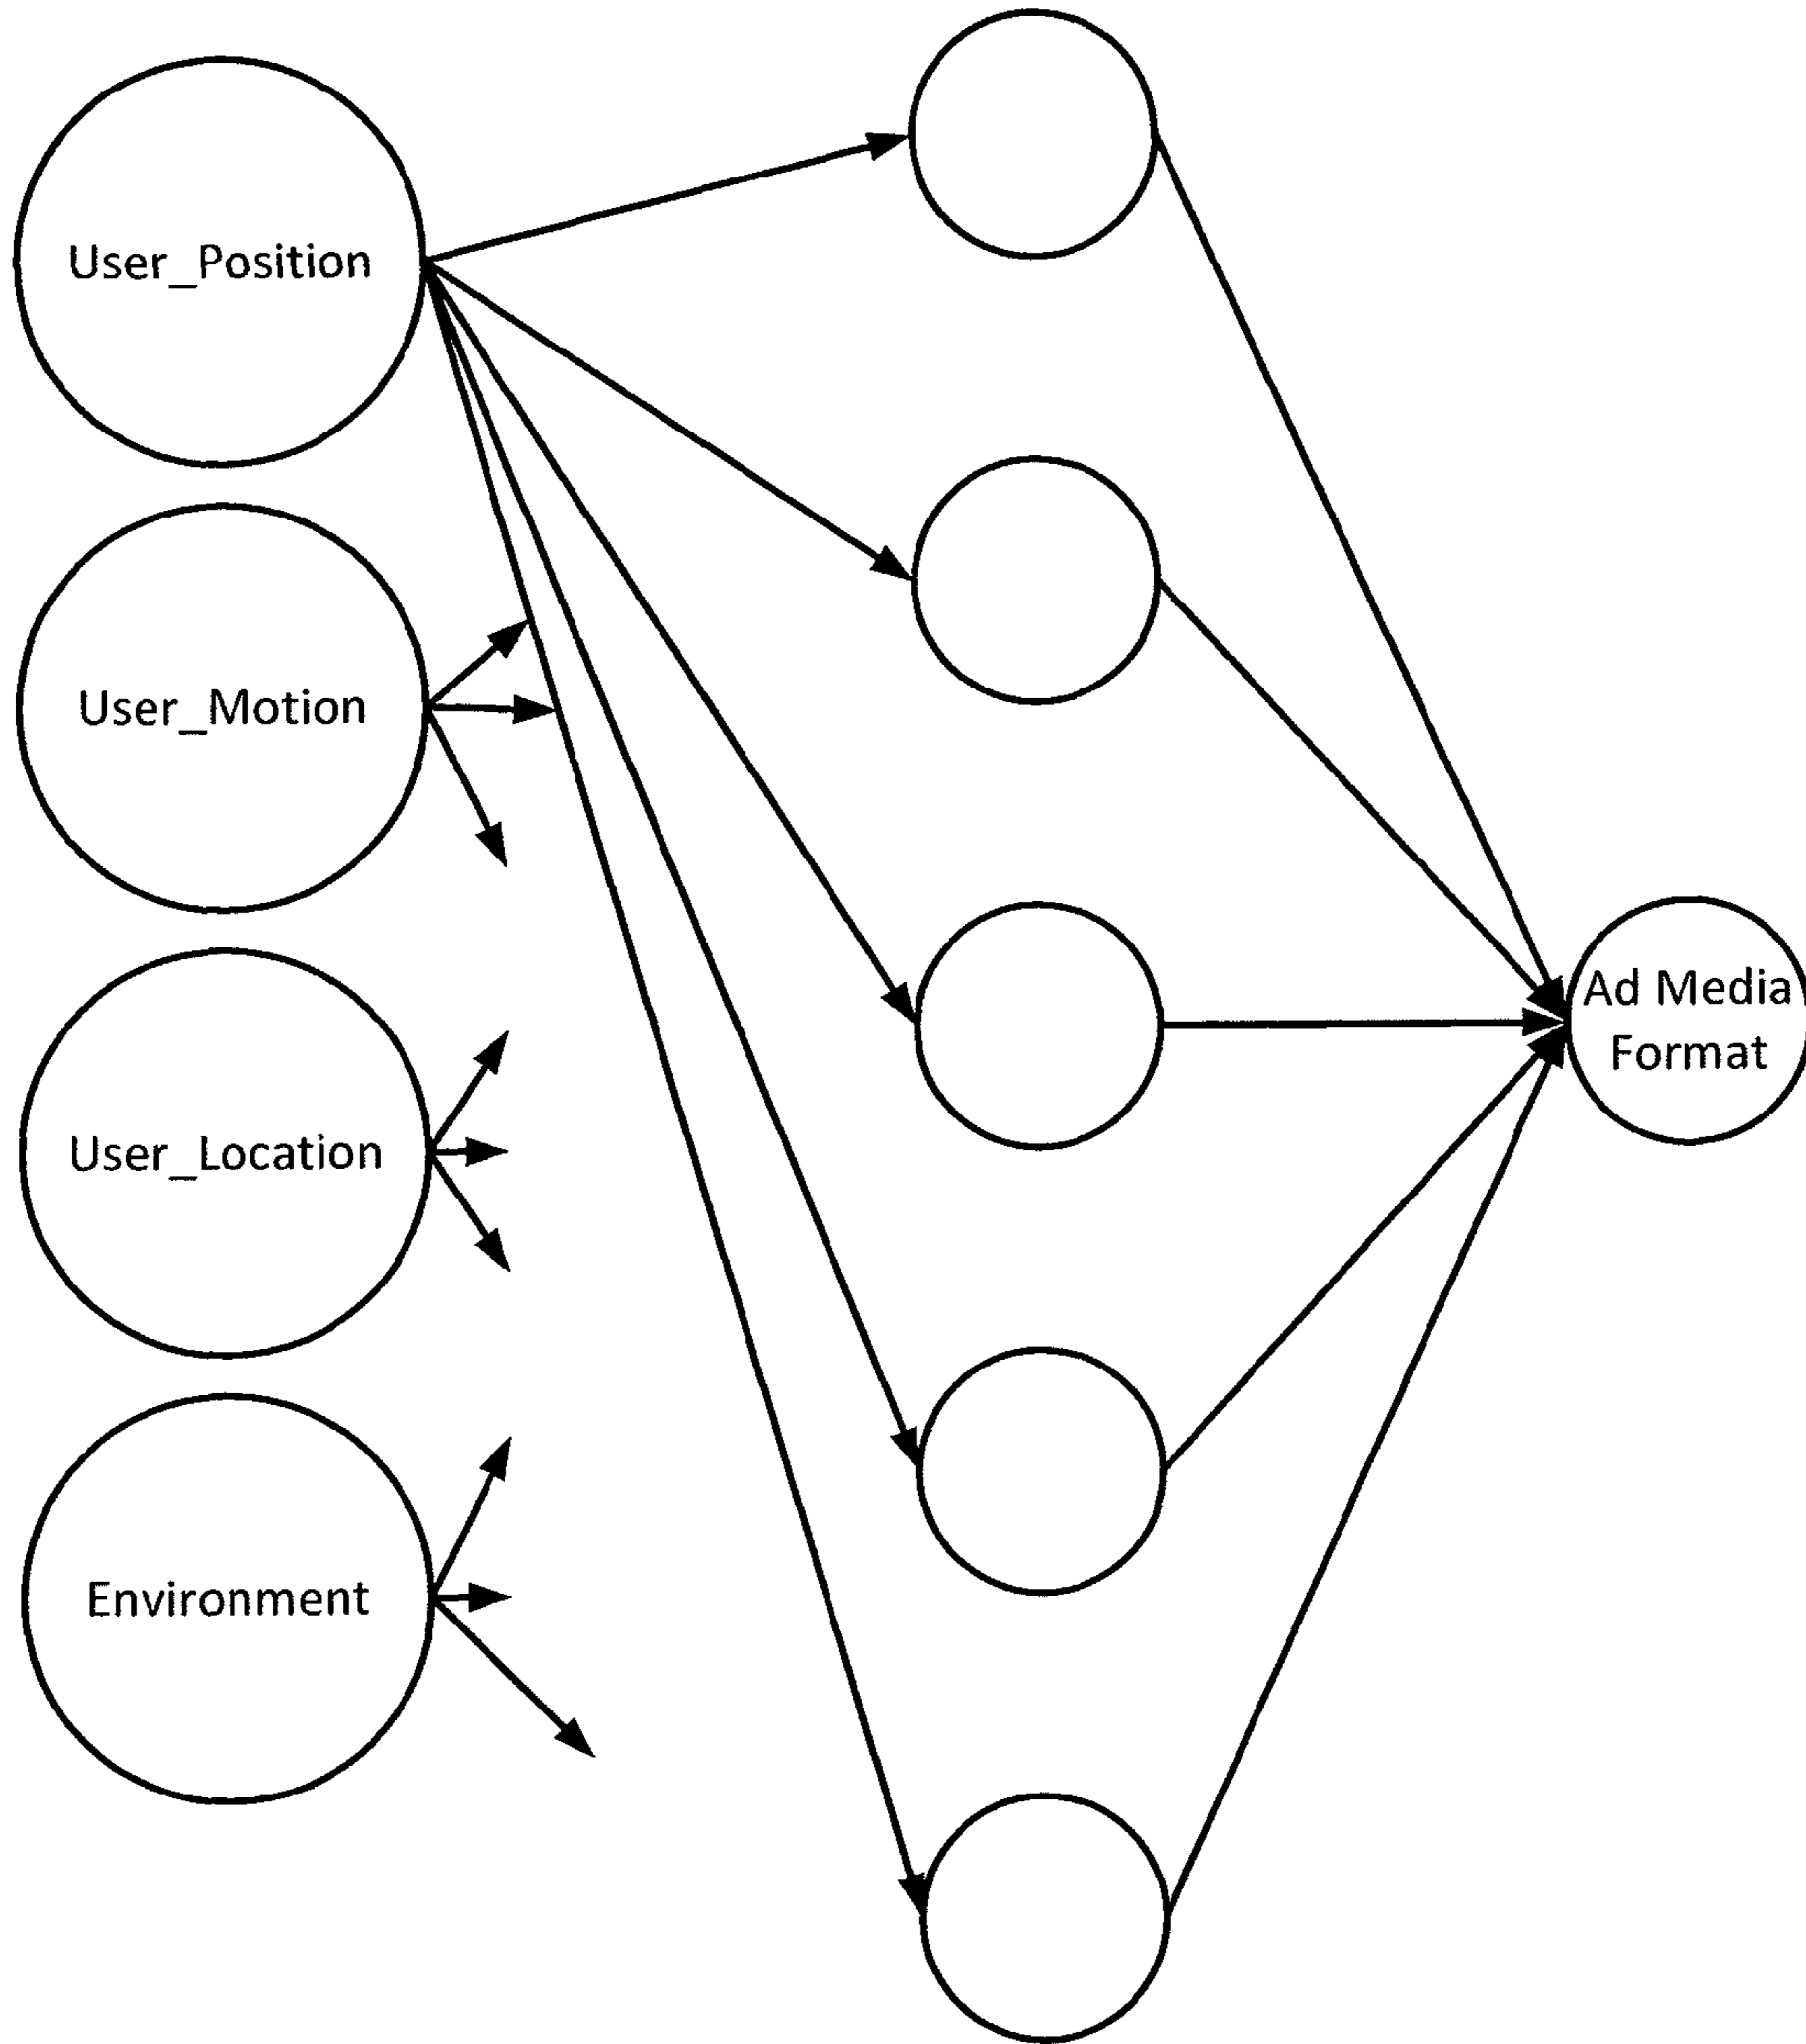 User_Position
User_Motion
User_Location
Environment
Ad Media
Format